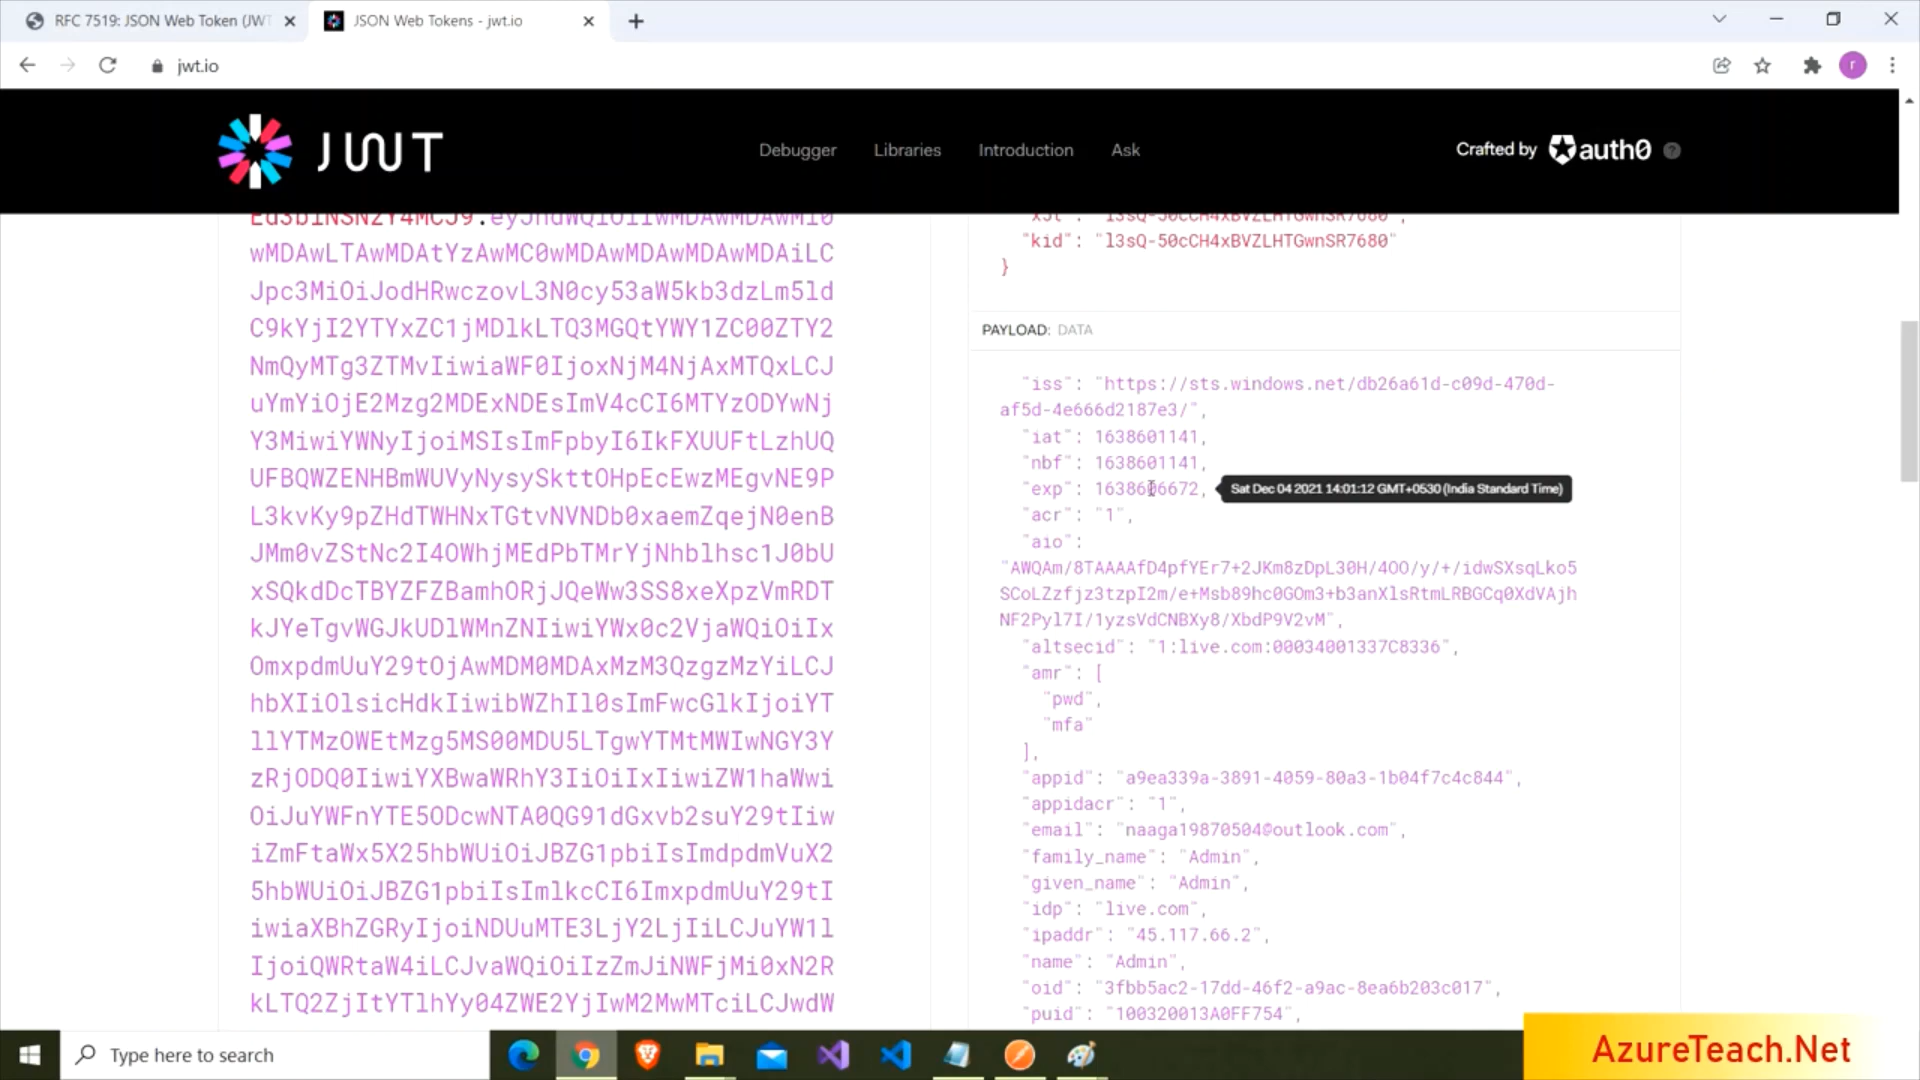 RFC 7519: JSON Web Token (JWT
JSON Web Tokens - jwt.io
jwt.io
r
JWT
Debugger
Libraries
Introduction
Ask
Crafted by auth0
?
wMDAwLTAwMDAtYzAwMC0wMDAwMDAwMDAwMDAiLC
Jpc3MiOiJodHRwczovL3N0cy53aW5kb3dzLm5ld
C9kYjI2YTYxZC1jMDlkLTQ3MGQtYWY1ZC00ZTY2
NmQyMTg3ZTMvIiwiaWF0IjoxNjM4NjAxMTQxLCJ
uYmYiOjE2Mzg2MDExNDEsImV4cCI6MTYzODYwNj
Y3MiwiYWNyIjoiMSIsImFpbyI6IkFXUUFtLzhUQ
UFBQWZENHBmWUVyNysySkttOHpEcEwzMEgvNE9P
L3kvKy9pZHdTWHNxTGtvNVNDb0xaemZqejN0enB
JMm0vZStNc2I4OWhjMEdPbTMrYjNhblhsc1J0bU
xSQkdDcTBYZFZBamhORjJQeWw3SS8xeXpzVmRDT
kJYeTgvWGJkUDlWMnZNIiwiYWx0c2VjaWQiOiIx
OmxpdmUuY29tOjAwMDM0MDAxMzM3QzgzMzYiLCJ
hbXIiOlsicHdkIiwibWZhIl0sImFwcGlkIjoiYT
llYTMzOWEtMzg5MS00MDU5LTgwYTMtMWIwNGY3Y
zRjODQ0IiwiYXBwaWRhY3IiOiIxIiwiZW1haWwi
OiJuYWFnYTE5ODcwNTA0QG91dGxvb2suY29tIiw
iZmFtaWx5X25hbWUiOiJBZG1pbiIsImdpdmVuX2
5hbWUiOiJBZG1pbiIsImlkcCI6ImxpdmUuY29tI
iwiaXBhZGRyIjoiNDUuMTE3LjY2LjIiLCJuYW1l
IjoiQWRtaW4iLCJvaWQiOiIzZmJiNWFjMi0xN2R
kLTQ2ZjItYTlhYy04ZWE2YjIwM2MwMTciLCJwdW
"kid": "l3sQ-50cCH4xBVZLHTGwnSR7680"
}
PAYLOAD: DATA
"iss": "https://sts.windows.net/db26a61d-c09d-470d-
af5d-4e666d2187e3/",
"iat": 1638601141,
"nbf": 1638601141,
"exp": 1638606672,
Sat Dec 04 2021 14:01:12 GMT+0530 (India Standard Time)
"acr": "1",
"aio":
"AWQAm/8TAAAAfD4pfYEr7+2JKm8zDpL30H/4OO/y/+/idwSXsqLko5
SCoLZzfjz3tzpI2m/e+Msb89hc0GOm3+b3anXlsRtmLRBGCq0XdVAjh
NF2Pyl7I/1yzsVdCNBXy8/XbdP9V2vM",
"altsecid": "1:live.com:00034001337C8336",
"amr": [
"pwd",
"mfa"
],
"appid": "a9ea339a-3891-4059-80a3-1b04f7c4c844",
"appidacr": "1",
"email": "naaga19870504@outlook.com",
"family_name": "Admin",
"given_name": "Admin",
"idp": "live.com",
"ipaddr": "45.117.66.2",
"name": "Admin",
"oid": "3fbb5ac2-17dd-46f2-a9ac-8ea6b203c017",
"puid": "100320013A0FF754",
Type here to search
AzureTeach.Net